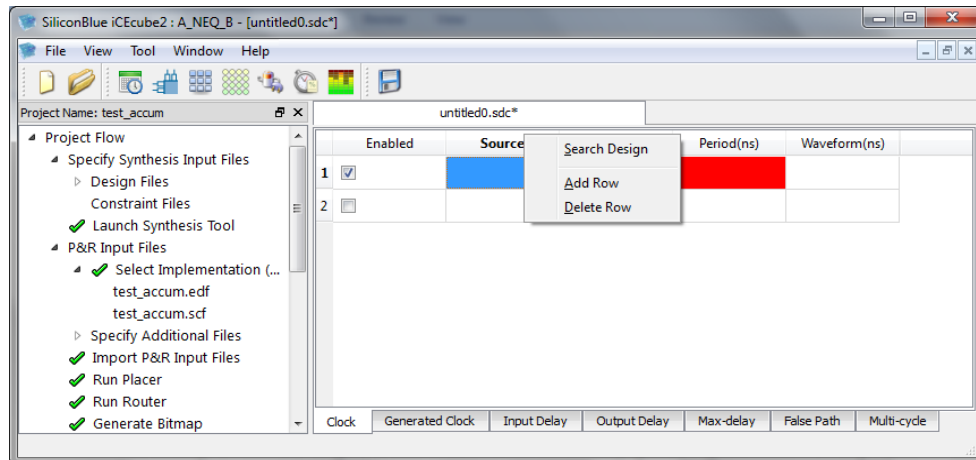 SiliconBlue iCEcube2 : A_NEQ_B - [untitled0.sdc*]
File View Tool Window Help
Project Name: test_accum
Project Flow
Specify Synthesis Input Files
Design Files
Constraint Files
Launch Synthesis Tool
P&R Input Files
Select Implementation (...
test_accum.edf
test_accum.scf
Specify Additional Files
Import P&R Input Files
Run Placer
Run Router
Generate Bitmap
untitled0.sdc*
Enabled Source Period(ns) Waveform(ns)
1
2
Search Design
Add Row
Delete Row
Clock Generated Clock Input Delay Output Delay Max-delay False Path Multi-cycle